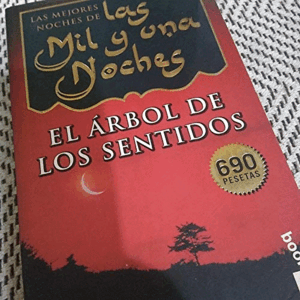 LAS MEJORES
NOCHES DE
las
Mil y una
Noches
EL ÁRBOL DE
LOS SENTIDOS
690
PESETAS